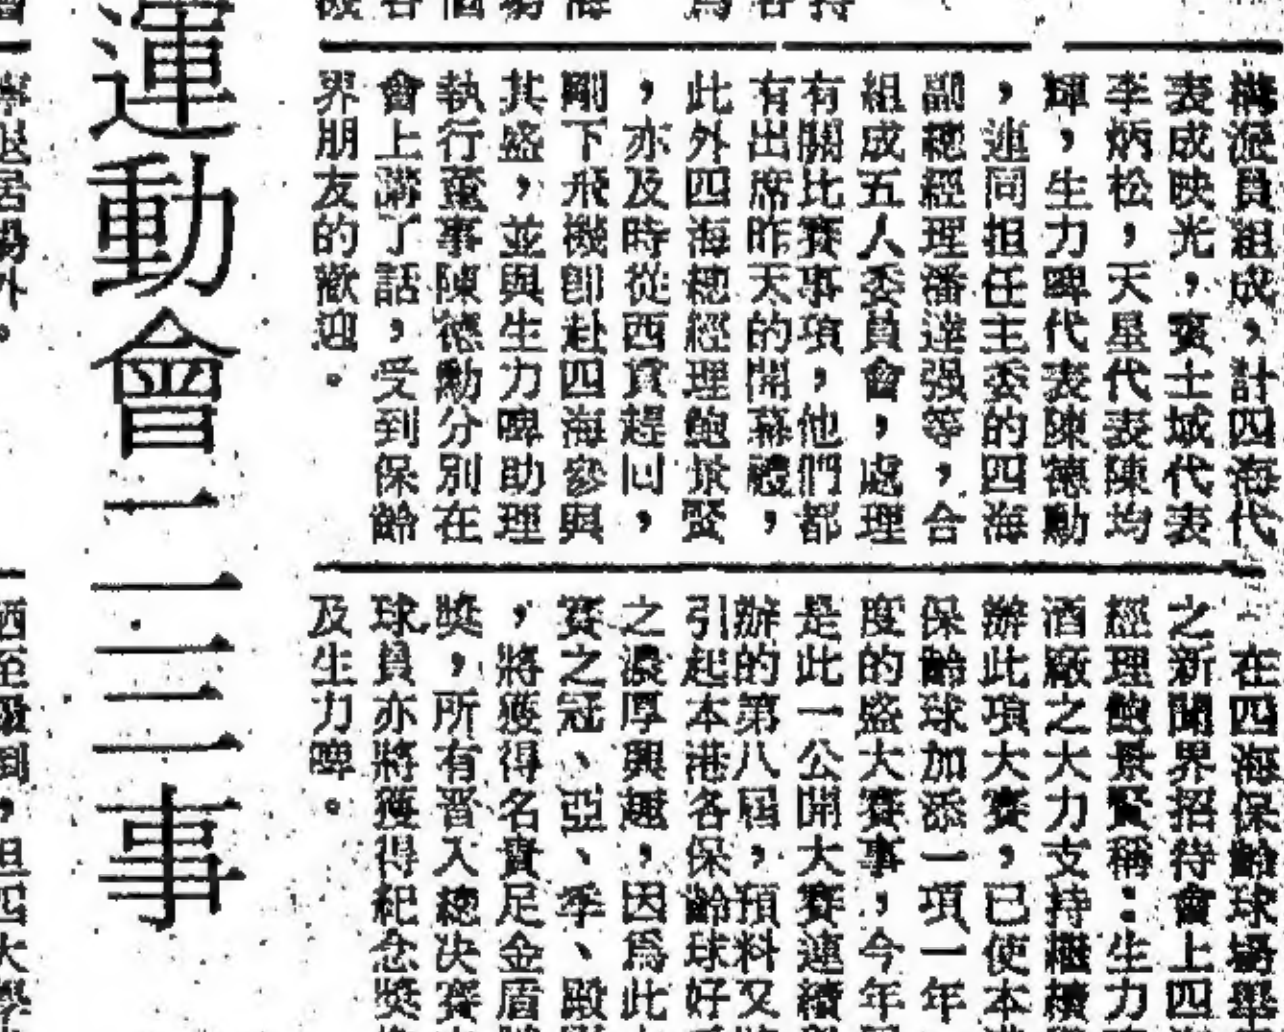 構派員組成，計四海代
表成映光，賓士城代表
李炳松，天星代表陳均
輝，生力啤代表陳德勳
，連同担任主委的四海
副總經理潘達强等，合
組成五人委員會，處理
有關比賽事項，他們都
有出席昨天的開幕禮，
此外四海總經理鮑景賢
，亦及時從西貢趕回，
剛下飛機卽赴四海參與
其盛，並與生力啤助理
執行董事陳德勳分別在
會上講了話，受到保齡
界朋友的歡迎。
在四海保齡球塲舉
之新聞界招待會上四
經理鮑景賢稱：生力
酒廠之大力支持繼續
辦此項大賽，已使本
保齡球加添一項一年
度的盛大賽事，今年
是此一公開大賽連續
辦的第八屆，預料又
引起本港各保齡球好
之濃厚興趣，因爲此
賽之冠、亞、季、殿
，將獲得名貴足金盾
獎，所有晋入總决賽
球員亦將獲得紀念獎
及生力啤。
運動會二三三事